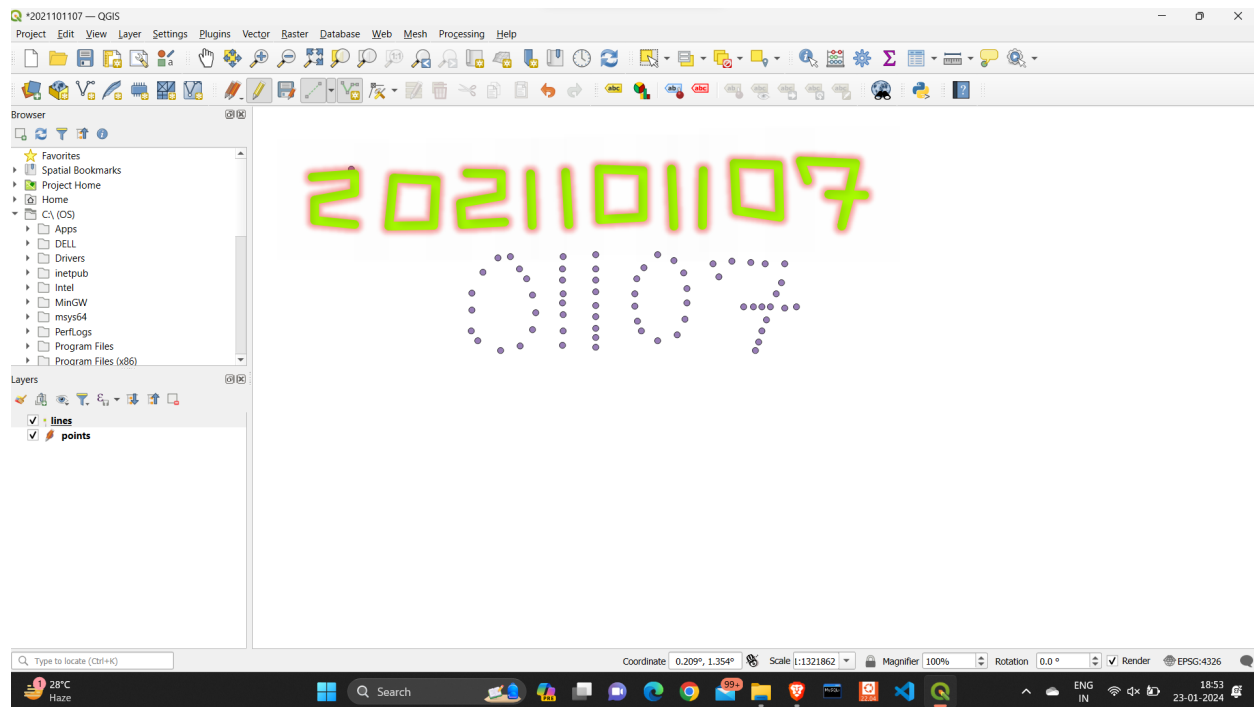 *2021101107 — QGIS
Project Edit View Layer Settings Plugins Vector Raster Database Web Mesh Processing Help
Browser
Favorites
Spatial Bookmarks
Project Home
Home
C:\ (OS)
Apps
DELL
Drivers
inetpub
Intel
MinGW
msys64
PerfLogs
Program Files
Program Files (x86)
2021101107
01107
Layers
lines
points
Type to locate (Ctrl+K) Coordinate 0.209°, 1.354° Scale 1:1321862 Magnifier 100% Rotation 0.0 ° Render EPSG:4326
28°C
Haze
Search
99+
ENG
IN
18:53
23-01-2024